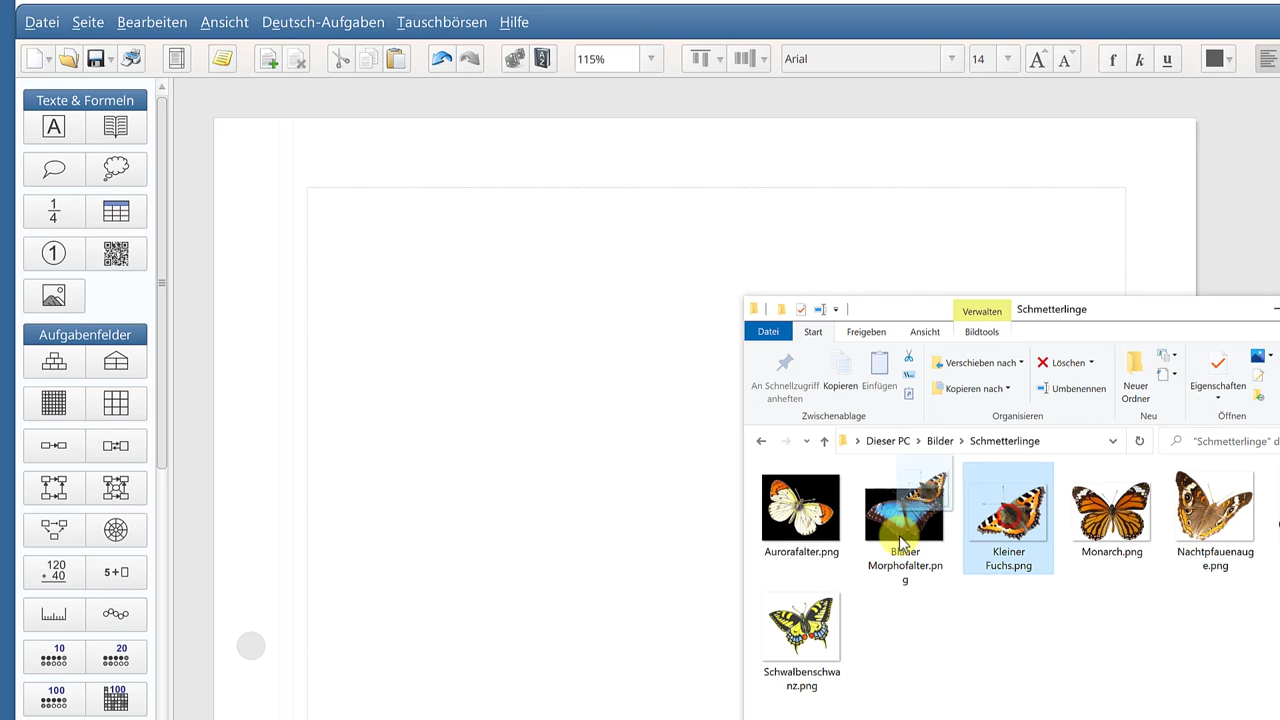 Datei Seite Bearbeiten Ansicht Deutsch-Aufgaben Tauschbörsen Hilfe
115% Arial 14 A A f k u
Texte & Formeln
A
1
4
1
Aufgabenfelder
120
+ 40
5+
10
20
100
100
Verwalten Schmetterlinge
Datei Start Freigeben Ansicht Bildtools
An Schnellzugriff
anheften
Kopieren
Einfügen
Verschieben nach
Kopieren nach
Löschen
Umbenennen
Neuer
Ordner
Eigenschaften
Zwischenablage Organisieren Neu Öffnen
Dieser PC Bilder Schmetterlinge "Schmetterlinge" d
Aurorafalter.png
Blauer
Morphofalter.pn
g
Kleiner
Fuchs.png
Monarch.png
Nachtpfauenaug
e.png
Schwalbenschwa
nz.png